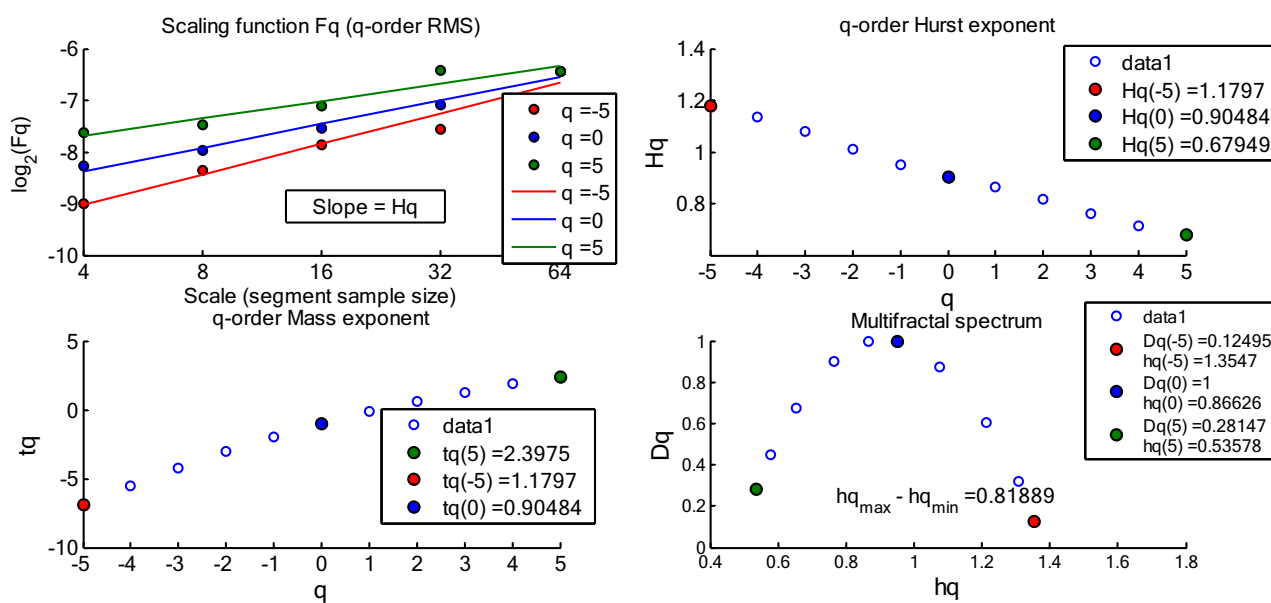 Scaling function Fq (q-order RMS)
-6
-7
-8
-9
-10
log2(Fq)
q =-5
q =0
q =5
q =-5
q =0
q =5
Slope = Hq
4
8
16
32
64
Scale (segment sample size)
q-order Hurst exponent
1.4
1.2
1
0.8
Hq
data1
Hq(-5) =1.1797
Hq(0) =0.90484
Hq(5) =0.67949
-5
-4
-3
-2
-1
0
1
2
3
4
5
q
q-order Mass exponent
5
0
-5
-10
tq
data1
tq(5) =2.3975
tq(-5) =1.1797
tq(0) =0.90484
-5
-4
-3
-2
-1
0
1
2
3
4
5
q
Multifractal spectrum
1
0.8
0.6
0.4
0.2
0
Dq
data1
Dq(-5) =0.12495
hq(-5) =1.3547
Dq(0) =1
hq(0) =0.86626
Dq(5) =0.28147
hq(5) =0.53578
hqmax - hqmin =0.81889
0.4
0.6
0.8
1
1.2
1.4
1.6
1.8
hq